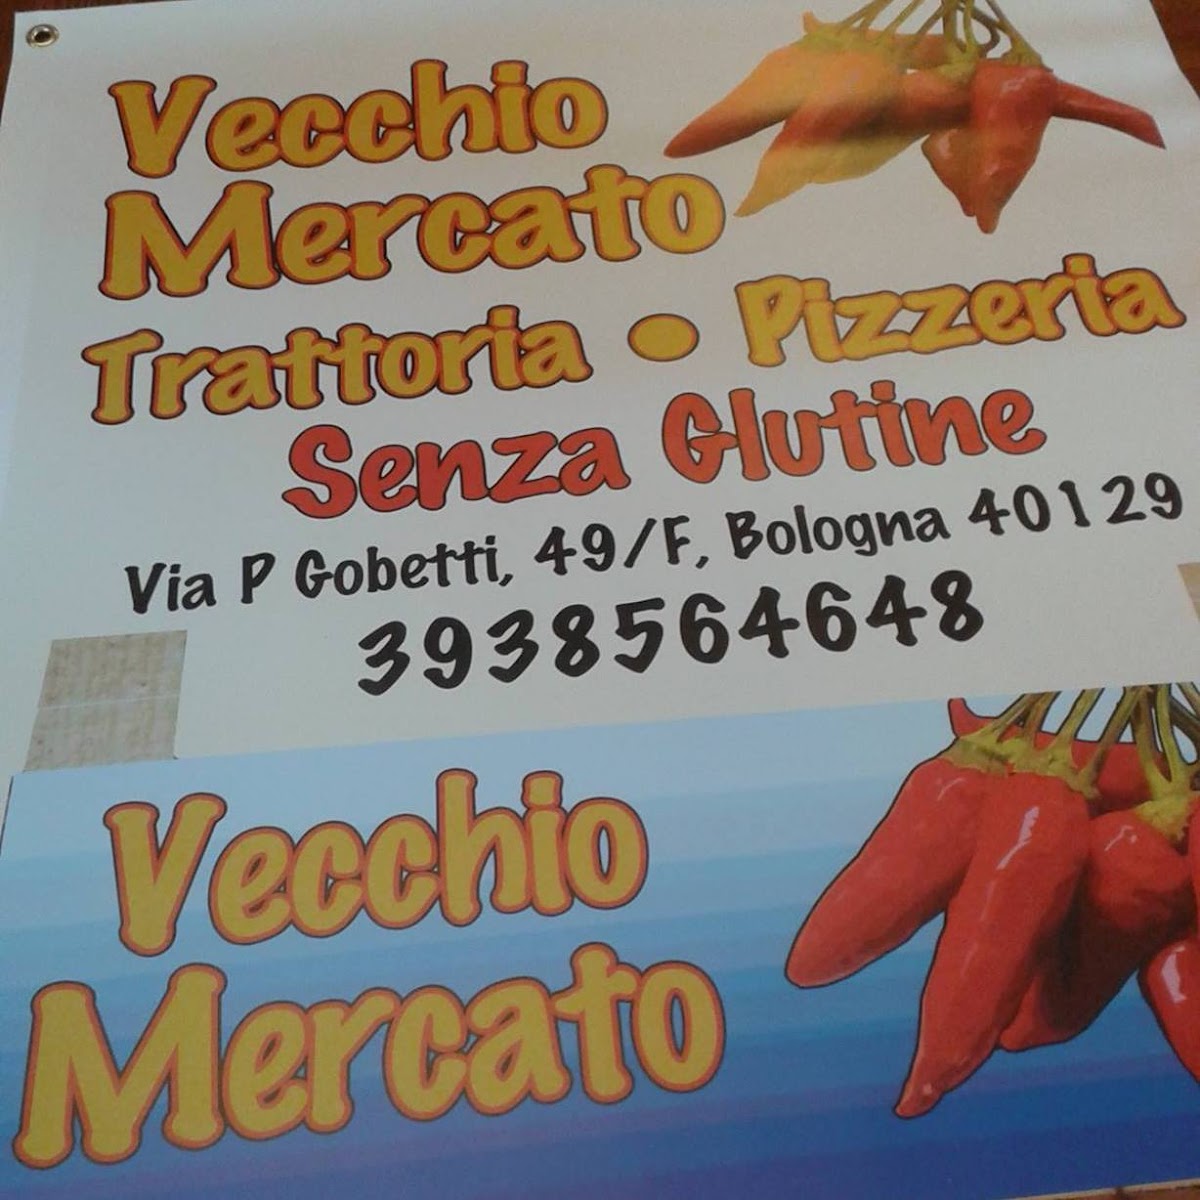 Vecchio
Mercato
Trattoria • Pizzeria
Senza Glutine
Via P Gobetti, 49/F, Bologna 40129
3938564648
Vecchio
Mercato